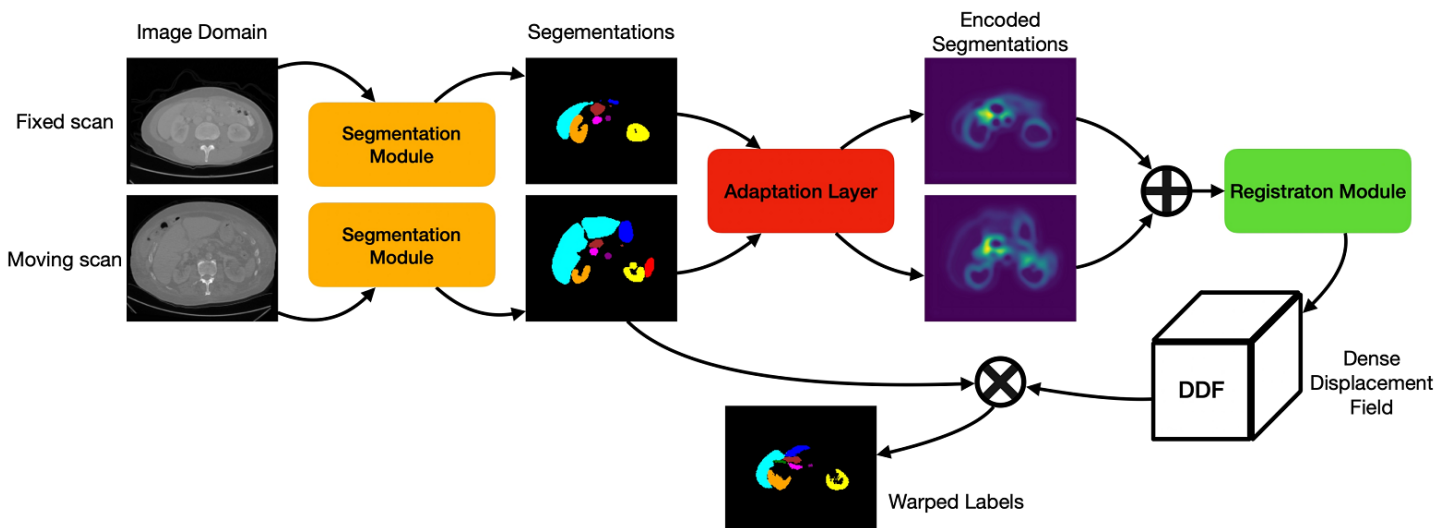 Image Domain
Segementations
Encoded
Segmentations
Fixed scan
Segmentation
Module
Adaptation Layer
Registraton Module
Moving scan
Segmentation
Module
DDF
Dense
Displacement
Field
Warped Labels